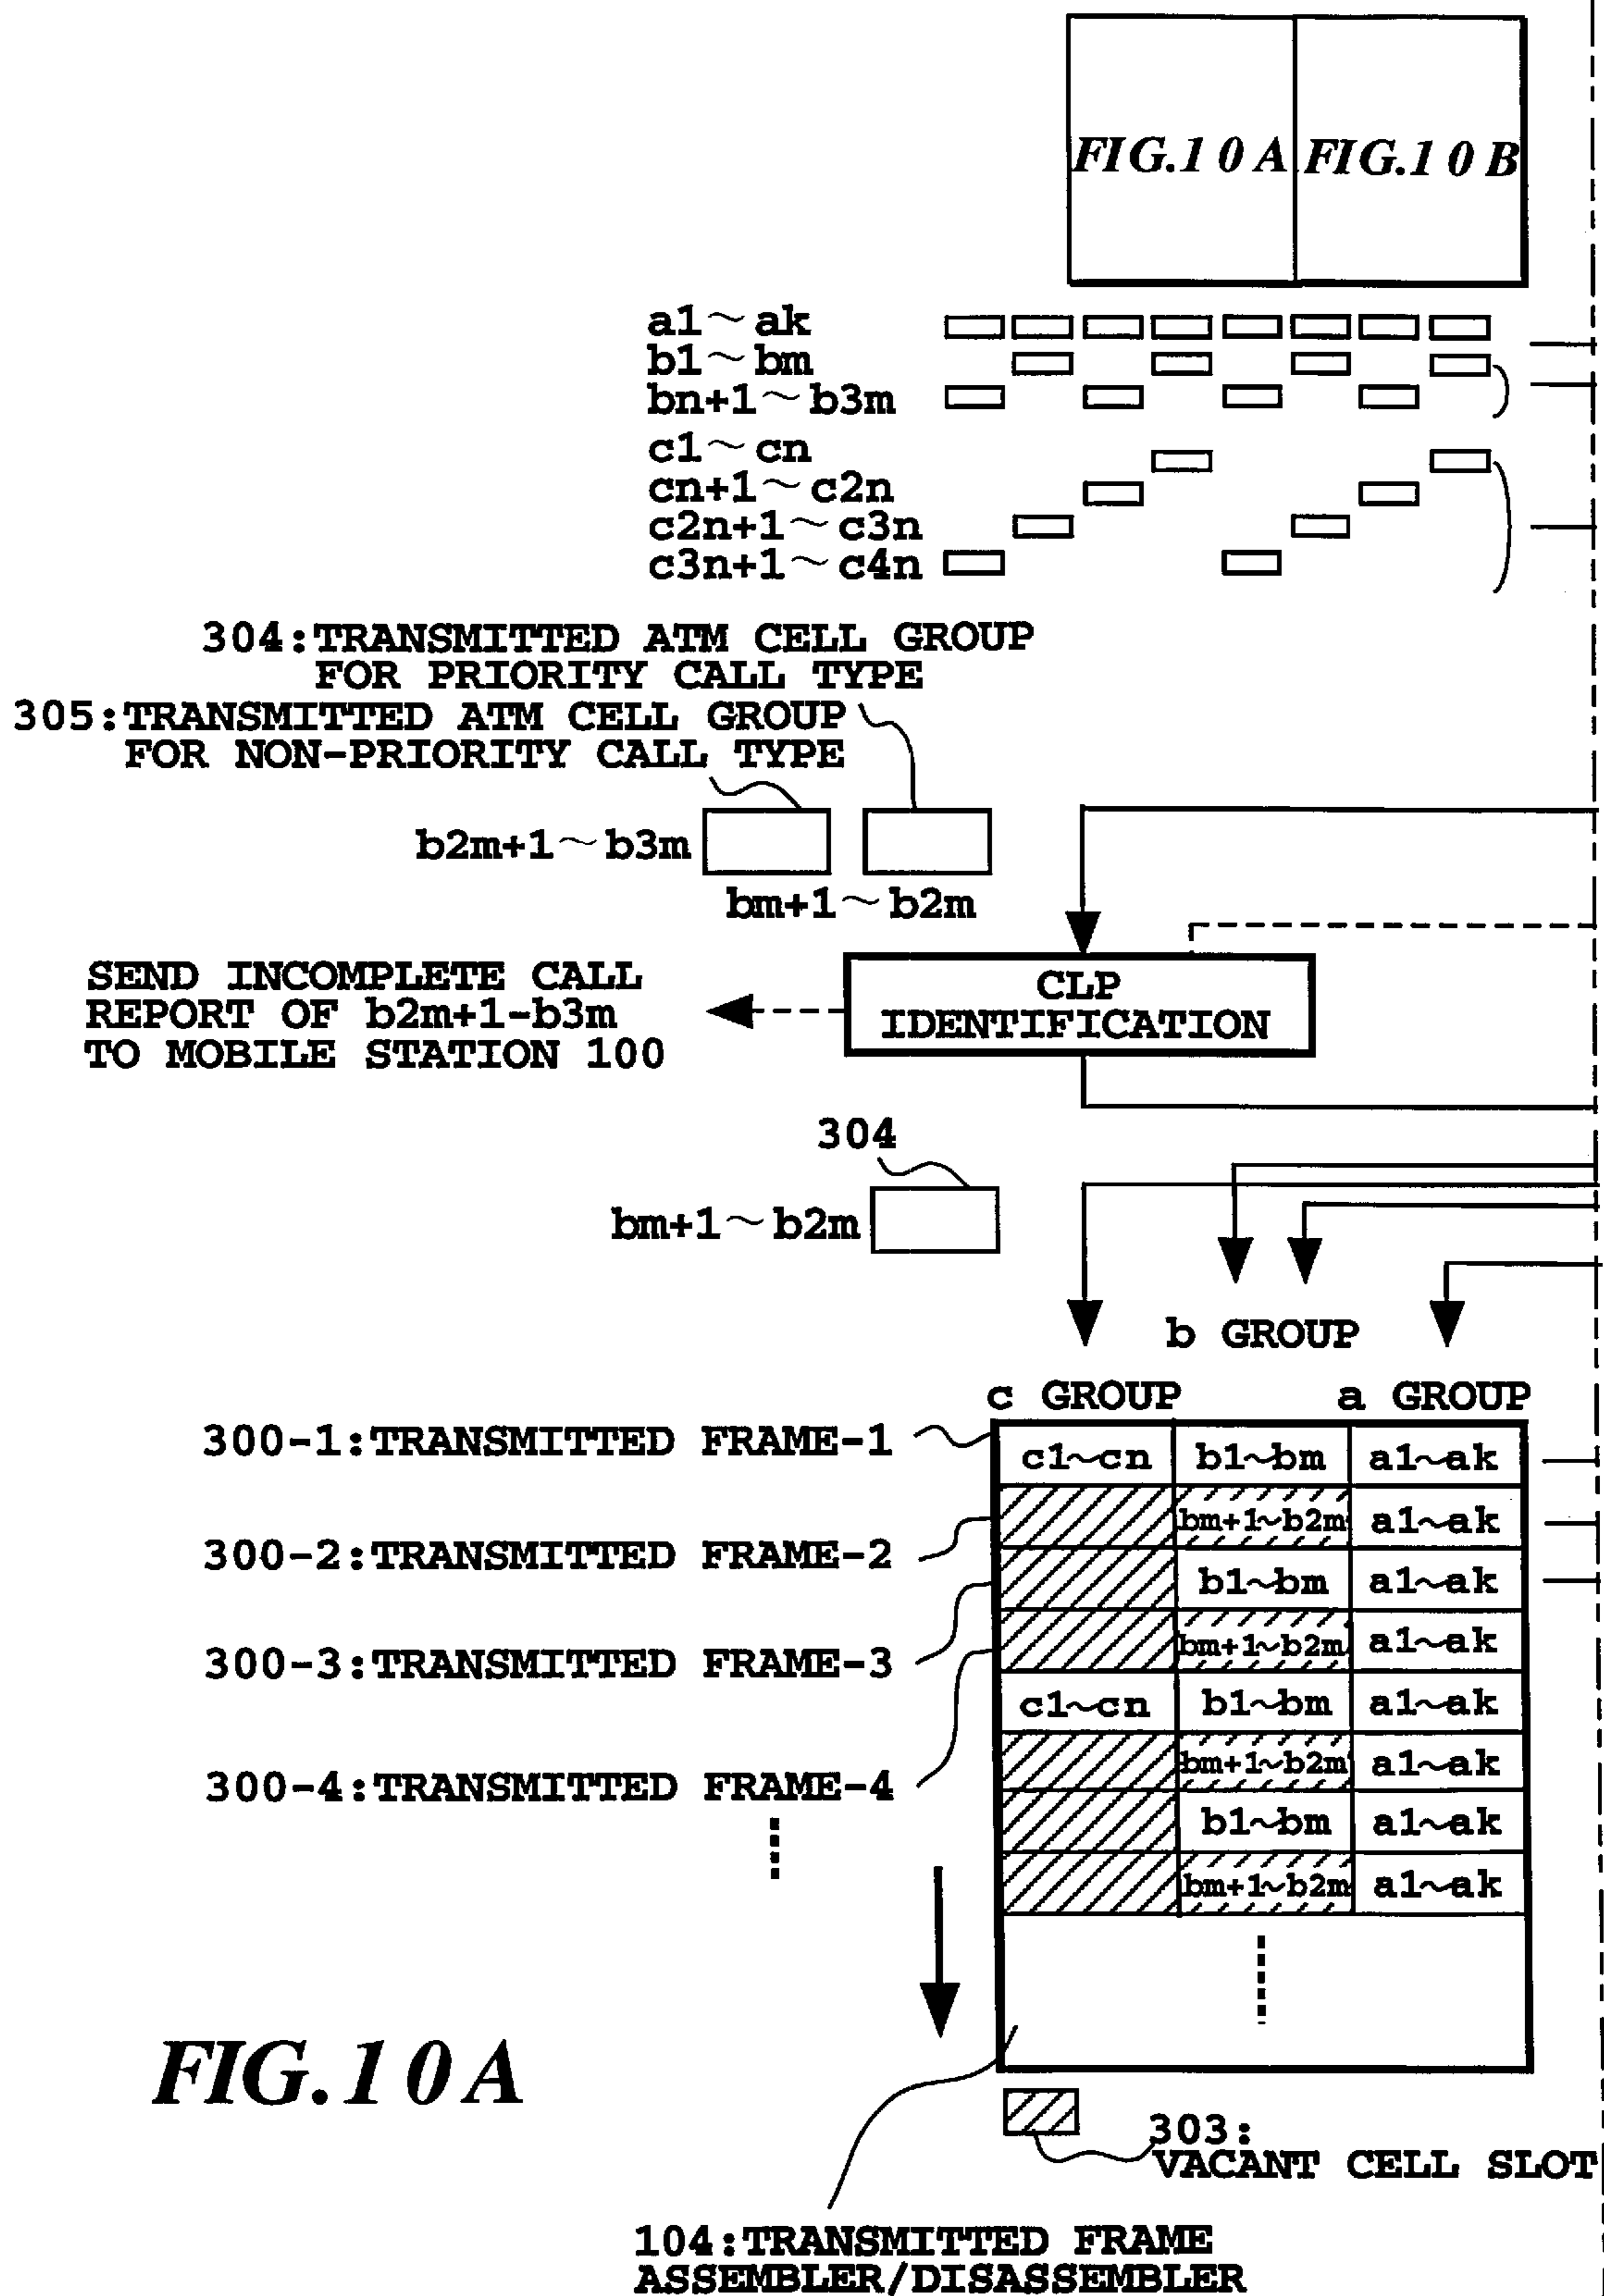 FIG.10A FIG.10B
a1~ak
b1~bm
bn+1~b3m
c1~cn
cn+1~c2n
c2n+1~c3n
c3n+1~c4n
304:TRANSMITTED ATM CELL GROUP
FOR PRIORITY CALL TYPE
305:TRANSMITTED ATM CELL GROUP
FOR NON-PRIORITY CALL TYPE
b2m+1~b3m
bm+1~b2m
SEND INCOMPLETE CALL
REPORT OF b2m+1-b3m
TO MOBILE STATION 100
CLP
IDENTIFICATION
304
bm+1~b2m
b GROUP
c GROUP a GROUP
300-1:TRANSMITTED FRAME-1
c1~cn b1~bm a1~ak
300-2:TRANSMITTED FRAME-2
bm+1~b2m a1~ak
b1~bm a1~ak
300-3:TRANSMITTED FRAME-3
bm+1~b2m a1~ak
c1~cn b1~bm a1~ak
300-4:TRANSMITTED FRAME-4
bm+1~b2m a1~ak
b1~bm a1~ak
bm+1~b2m a1~ak
FIG.10A
303:
VACANT CELL SLOT
104:TRANSMITTED FRAME
ASSEMBLER/DISASSEMBLER